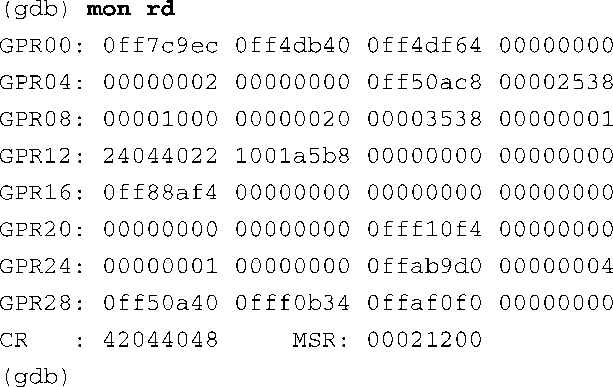 (gdb) mon rd
GPR00: 0ff7c9ec 0ff4db40 0ff4df64 00000000
GPR04: 00000002 00000000 0ff50ac8 00002538
GPR08: 00001000 00000020 00003538 00000001
GPR12: 24044022 1001a5b8 00000000 00000000
GPR16: 0ff88af4 00000000 00000000 00000000
GPR20: 00000000 00000000 0fff10f4 00000000
GPR24: 00000001 00000000 0ffab9d0 00000004
GPR28: 0ff50a40 0fff0b34 0ffaf0f0 00000000
CR   : 42044048     MSR: 00021200
(gdb)